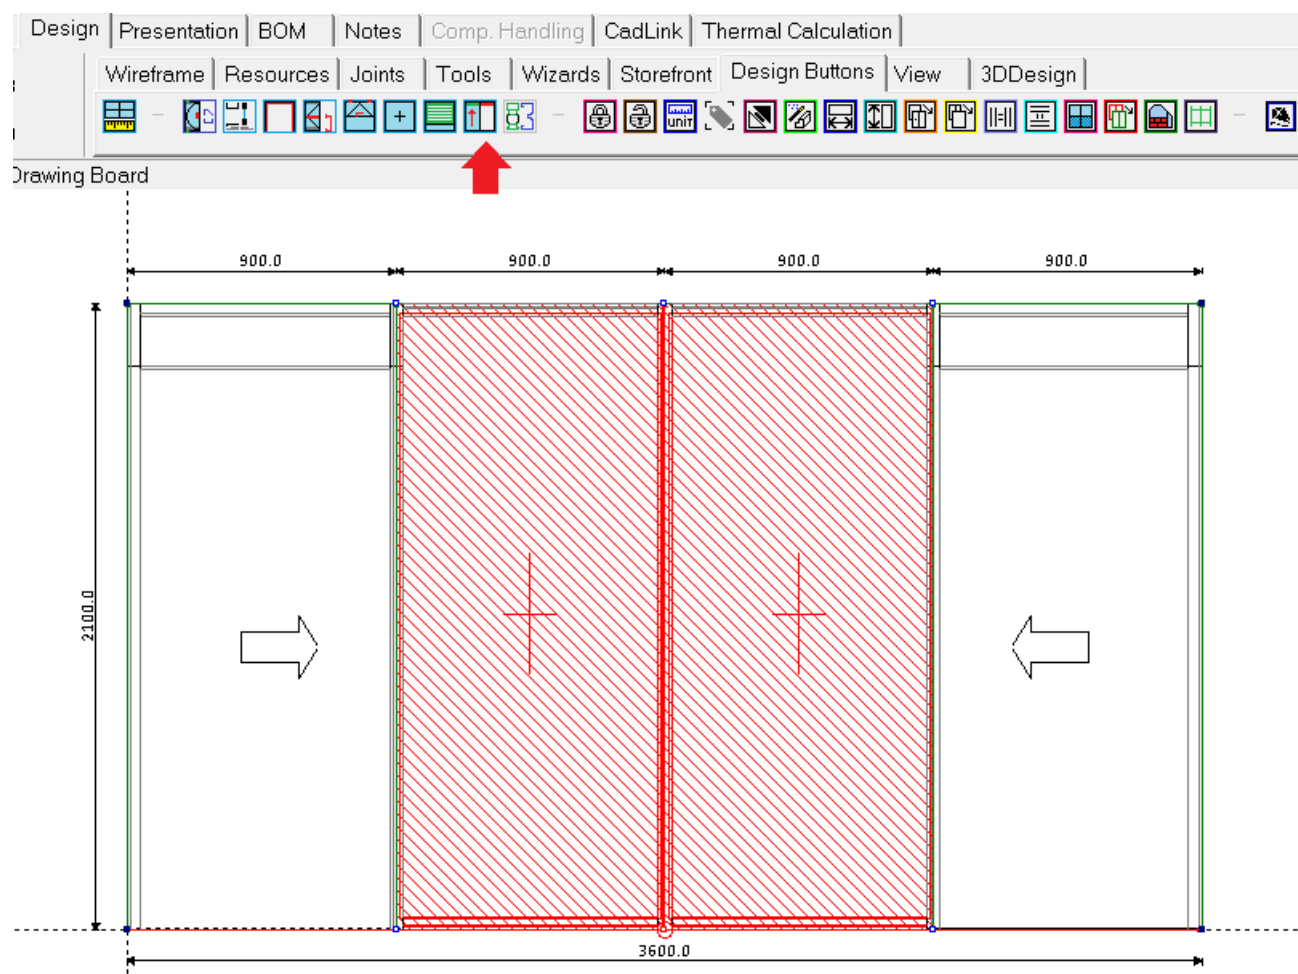 Design Presentation BOM Notes Comp. Handling CadLink Thermal Calculation
Wireframe Resources Joints Tools Wizards Storefront Design Buttons View 3DDesign
unit
Drawing Board
900.0 900.0 900.0 900.0
2100.0
3600.0